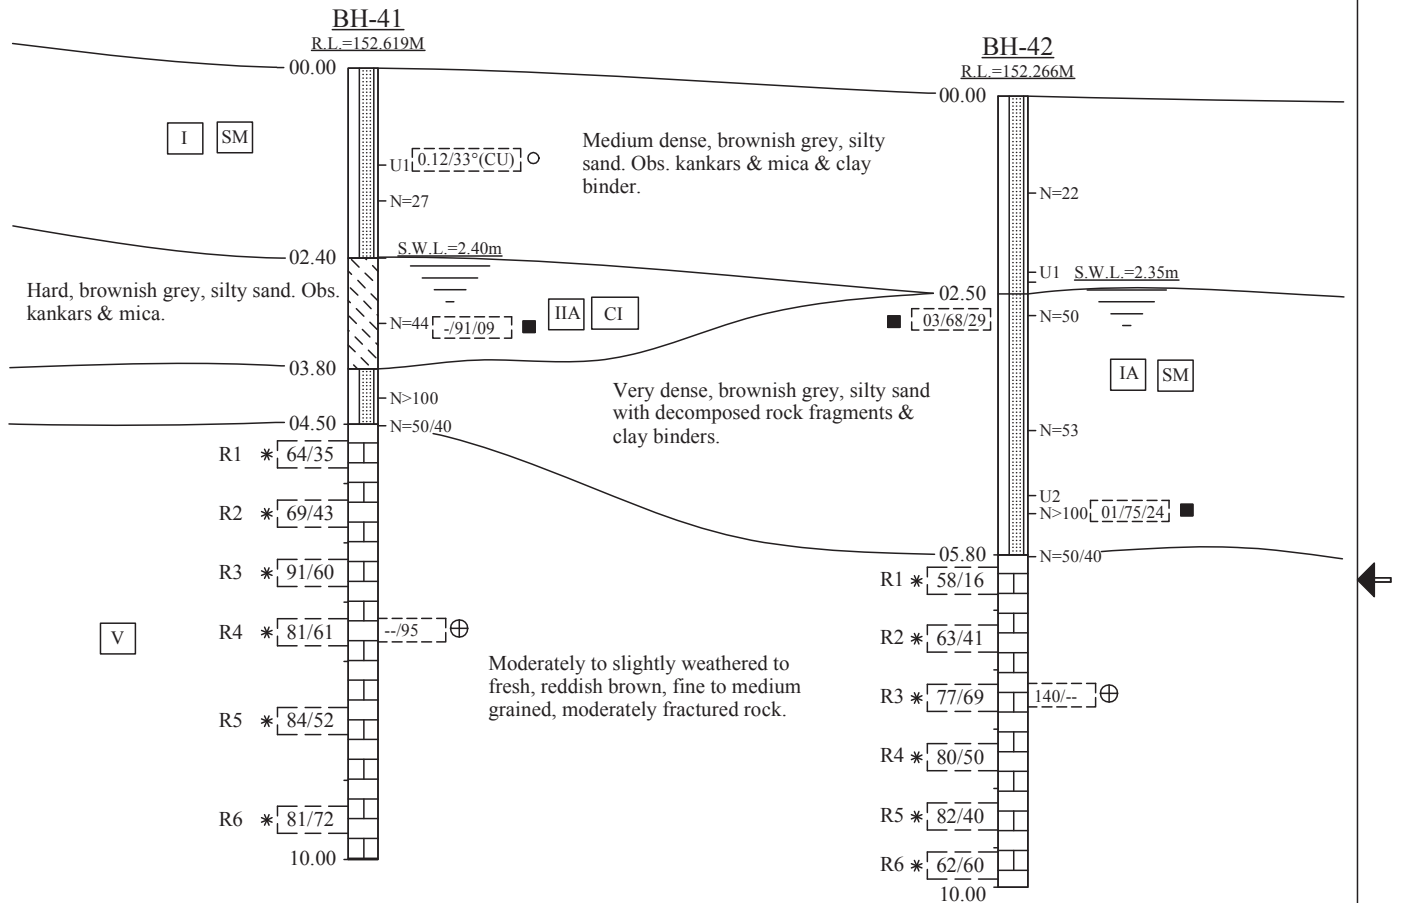 BH-41
R.L.=152.619M
00.00
BH-42
R.L.=152.266M
00.00
I
SM
U1
0.12/33°(CU)
N=27
Medium dense, brownish grey, silty
sand. Obs. kankars & mica & clay
binder.
N=22
02.40
S.W.L.=2.40m
U1
S.W.L.=2.35m
02.50
Hard, brownish grey, silty sand. Obs.
kankars & mica.
N=44
-/91/09
IIA
CI
03/68/29
N=50
03.80
IA
SM
N>100
Very dense, brownish grey, silty sand
with decomposed rock fragments &
clay binders.
04.50
N=50/40
N=53
R1 * 64/35
R2 * 69/43
U2
N>100
01/75/24
05.80
N=50/40
R3 * 91/60
R1 * 58/16
R4 * 81/61
--/95
V
R2 * 63/41
Moderately to slightly weathered to
fresh, reddish brown, fine to medium
grained, moderately fractured rock.
R3 * 77/69
140/--
R5 * 84/52
R4 * 80/50
R6 * 81/72
R5 * 82/40
10.00
R6 * 62/60
10.00